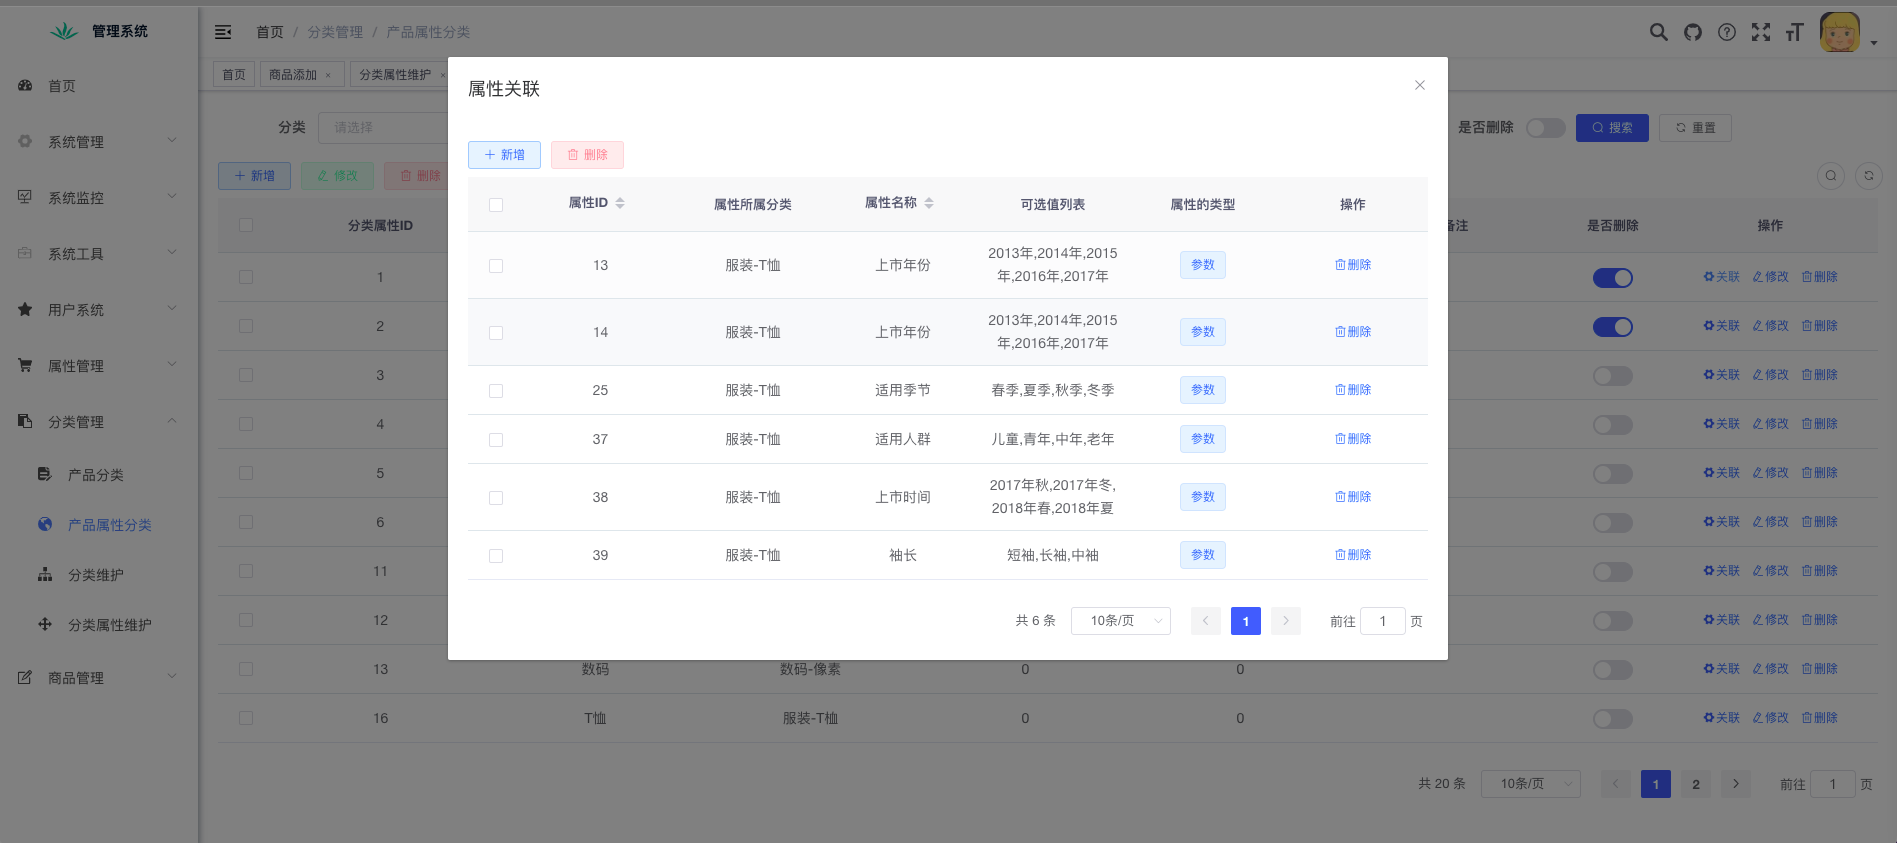 管理系统
首页 / 分类管理 / 产品属性分类
首页
商品添加 ×
分类属性维护 ×
首页
系统管理
系统监控
系统工具
用户系统
属性管理
分类管理
产品分类
产品属性分类
分类维护
分类属性维护
商品管理
分类 请选择
是否删除
搜索
重置
新增
修改
删除
分类属性ID
备注
是否删除
操作
1 关联 修改 删除
2 关联 修改 删除
3 关联 修改 删除
4 关联 修改 删除
5 关联 修改 删除
6 关联 修改 删除
11 关联 修改 删除
12 关联 修改 删除
13 数码 数码-像素 0 0 关联 修改 删除
16 T恤 服装-T桖 0 0 关联 修改 删除
共 20 条 10条/页 1 2 前往 1 页
属性关联
新增 删除
属性ID 属性所属分类 属性名称 可选值列表 属性的类型 操作
13 服装-T恤 上市年份 2013年,2014年,2015
年,2016年,2017年 参数 删除
14 服装-T恤 上市年份 2013年,2014年,2015
年,2016年,2017年 参数 删除
25 服装-T恤 适用季节 春季,夏季,秋季,冬季 参数 删除
37 服装-T恤 适用人群 儿童,青年,中年,老年 参数 删除
38 服装-T恤 上市时间 2017年秋,2017年冬,
2018年春,2018年夏 参数 删除
39 服装-T恤 袖长 短袖,长袖,中袖 参数 删除
共 6 条 10条/页 1 前往 1 页